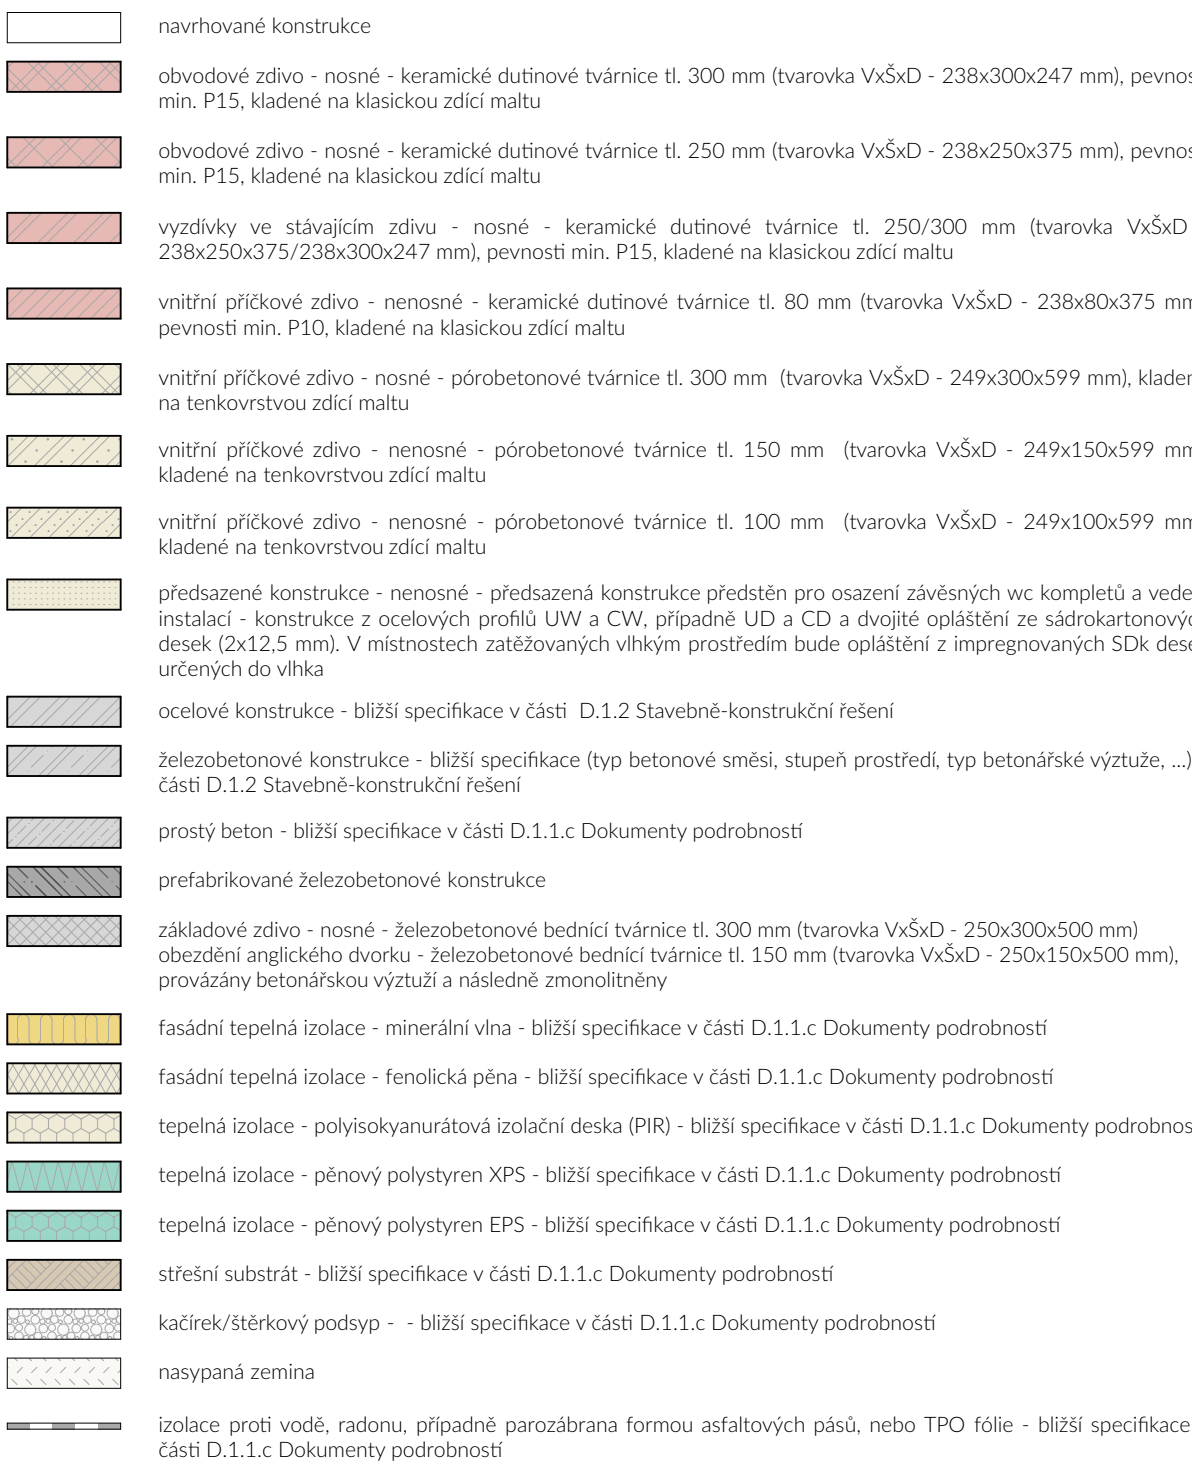 navrhované konstrukce
obvodové zdivo - nosné - keramické dutinové tvárnice tl. 300 mm (tvarovka VxŠxD - 238x300x247 mm),
min. P15, kladené na klasickou zdící maltu
obvodové zdivo - nosné - keramické dutinové tvárnice tl. 250 mm (tvarovka VxŠxD - 238x250x375 mm),
min. P15, kladené na klasickou zdící maltu
vyzdívky ve stávajícím zdivu - nosné - keramické dutinové tvárnice tl. 250/300 mm (tvarovka VxŠxD
238x250x375/238x300x247 mm), pevnosti min. P15, kladené na klasickou zdící maltu
vnitřní příčkové zdivo - nenosné - keramické dutinové tvárnice tl. 80 mm (tvarovka VxŠxD - 238x80x375
pevnosti min. P10, kladené na klasickou zdící maltu
vnitřní příčkové zdivo - nosné - pórobetonové tvárnice tl. 300 mm (tvarovka VxŠxD - 249x300x599 mm),
na tenkovrstvou zdící maltu
vnitřní příčkové zdivo - nenosné - pórobetonové tvárnice tl. 150 mm (tvarovka VxŠxD - 249x150x599
kladené na tenkovrstvou zdící maltu
vnitřní příčkové zdivo - nenosné - pórobetonové tvárnice tl. 100 mm (tvarovka VxŠxD - 249x100x599
kladené na tenkovrstvou zdící maltu
předsazené konstrukce - nenosné - předsazená konstrukce předstěn pro osazení závěsných wc kompletů a
instalací - konstrukce z ocelových profilů UW a CW, případně UD a CD a dvojité opláštění ze
desek (2x12,5 mm). V místnostech zatěžovaných vlhkým prostředím bude opláštění z impregnovaných SDk
určených do vlhka
ocelové konstrukce - bližší specifikace v části D.1.2 Stavebně-konstrukční řešení
železobetonové konstrukce - bližší specifikace (typ betonové směsi, stupeň prostředí, typ betonářské výztuže, ...)
části D.1.2 Stavebně-konstrukční řešení
prostý beton - bližší specifikace v části D.1.1.c Dokumenty podrobností
prefabrikované železobetonové konstrukce
základové zdivo - nosné - železobetonové bednící tvárnice tl. 300 mm (tvarovka VxŠxD - 250x300x500 mm)
obezdění anglického dvorku - železobetonové bednící tvárnice tl. 150 mm (tvarovka VxŠxD - 250x150x500 mm),
provázány betonářskou výztuží a následně zmonolitněny
fasádní tepelná izolace - minerální vlna - bližší specifikace v části D.1.1.c Dokumenty podrobností
fasádní tepelná izolace - fenolická pěna - bližší specifikace v části D.1.1.c Dokumenty podrobností
tepelná izolace - polyisokyanurátová izolační deska (PIR) - bližší specifikace v části D.1.1.c Dokumenty
tepelná izolace - pěnový polystyren XPS - bližší specifikace v části D.1.1.c Dokumenty podrobností
tepelná izolace - pěnový polystyren EPS - bližší specifikace v části D.1.1.c Dokumenty podrobností
střešní substrát - bližší specifikace v části D.1.1.c Dokumenty podrobností
kačírek/štěrkový podsyp - - bližší specifikace v části D.1.1.c Dokumenty podrobností
nasypaná zemina
izolace proti vodě, radonu, případně parozábrana formou asfaltových pásů, nebo TPO fólie - bližší specifikace
části D.1.1.c Dokumenty podrobností